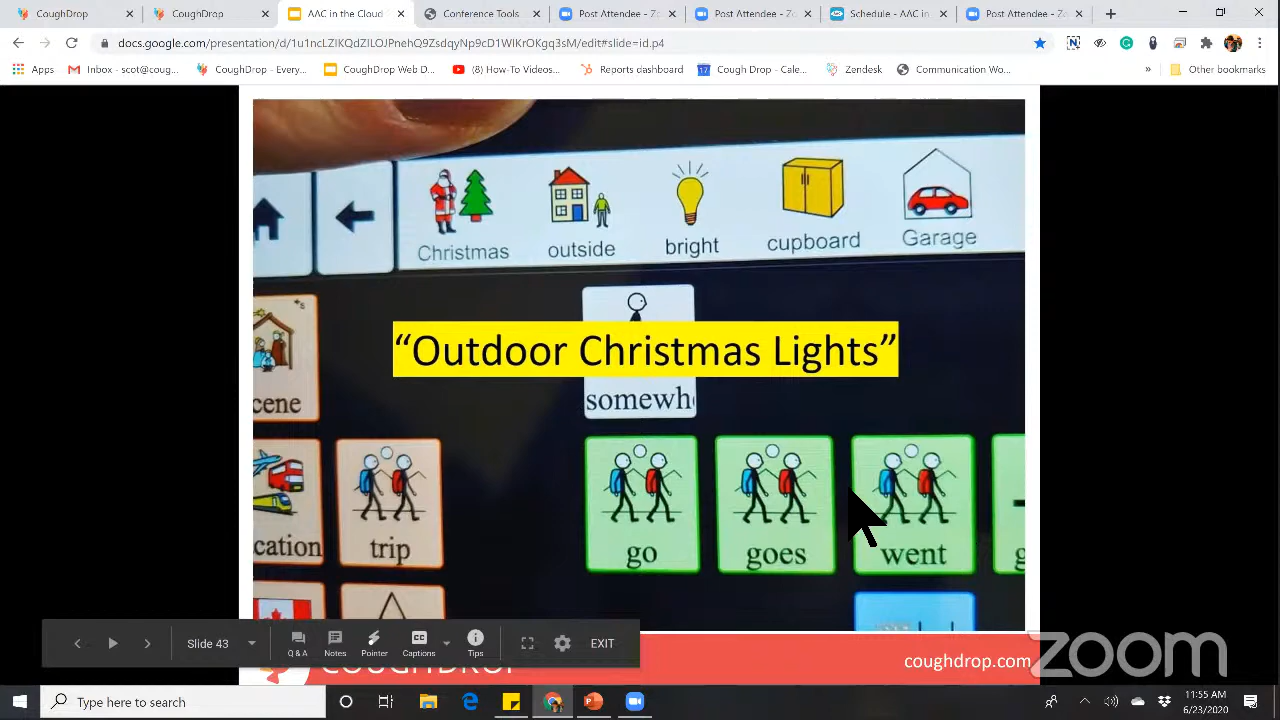 CoughDrop
CoughDrop
AAC in the Cloud
Conference Tools
Post Attendee - Zo
Post Attendee - Zo
Schedule - AAC in
Post Attendee - Ze
docs.google.com/presentation/d/
/edit#slide=id.p4
Apps
Inbox - scot@coug...
CoughDrop - Every...
CoughDrop Web D...
(8) How-To Videos...
Reports dashboard
Cough Drop - Cale...
Zendesk
Communication Wo...
Other bookmarks
Christmas
outside
bright
cupboard
Garage
“Outdoor Christmas Lights”
cene
somewh
cation
trip
go
goes
went
g
Slide 43
Q & A
Notes
Pointer
Captions
Tips
EXIT
COUGHDROP
coughdrop.com
zoom
Type here to search
11:55 AM
6/23/2020